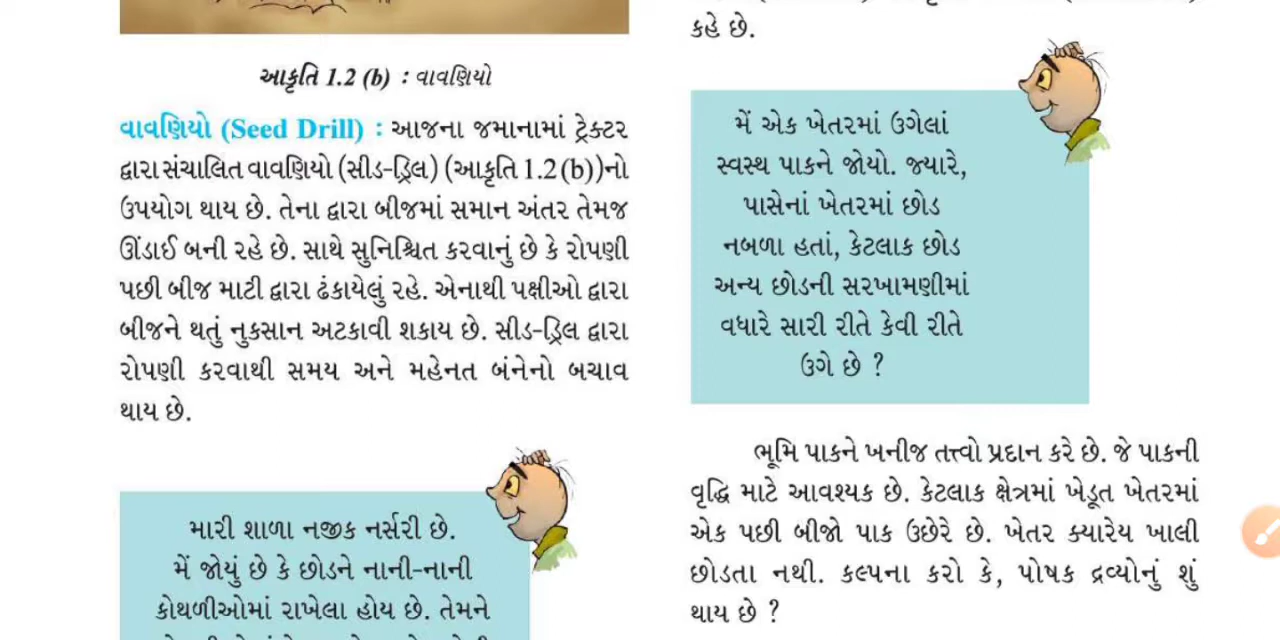 આકૃતિ 1.2 (b) : વાવણિયો
વાવણિયો (Seed Drill) : આજના જમાનામાં ટ્રેક્ટર
દ્વારા સંચાલિત વાવણિયો (સીડ-ડ્રિલ) (આકૃતિ 1.2 (b))નો
ઉપયોગ થાય છે. તેના દ્વારા બીજમાં સમાન અંતર તેમજ
ઊંડાઈ બની રહે છે. સાથે સુનિશ્ચિત કરવાનું છે કે રોપણી
પછી બીજ માટી દ્વારા ઢંકાયેલું રહે. એનાથી પક્ષીઓ દ્વારા
બીજને થતું નુકસાન અટકાવી શકાય છે. સીડ-ડ્રિલ દ્વારા
રોપણી કરવાથી સમય અને મહેનત બંનેનો બચાવ
થાય છે.
મારી શાળા નજીક નર્સરી છે.
મેં જોયું છે કે છોડને નાની-નાની
કોથળીઓમાં રાખેલા હોય છે. તેમને
કહે છે.
મેં એક ખેતરમાં ઉગેલાં
સ્વસ્થ પાકને જોયો. જ્યારે,
પાસેનાં ખેતરમાં છોડ
નબળા હતાં, કેટલાક છોડ
અન્ય છોડની સરખામણીમાં
વધારે સારી રીતે કેવી રીતે
ઉગે છે ?
ભૂમિ પાકને ખનીજ તત્ત્વો પ્રદાન કરે છે. જે પાકની
વૃદ્ધિ માટે આવશ્યક છે. કેટલાક ક્ષેત્રમાં ખેડૂત ખેતરમાં
એક પછી બીજો પાક ઉછેરે છે. ખેતર ક્યારેય ખાલી
છોડતા નથી. કલ્પના કરો કે, પોષક દ્રવ્યોનું શું
થાય છે ?